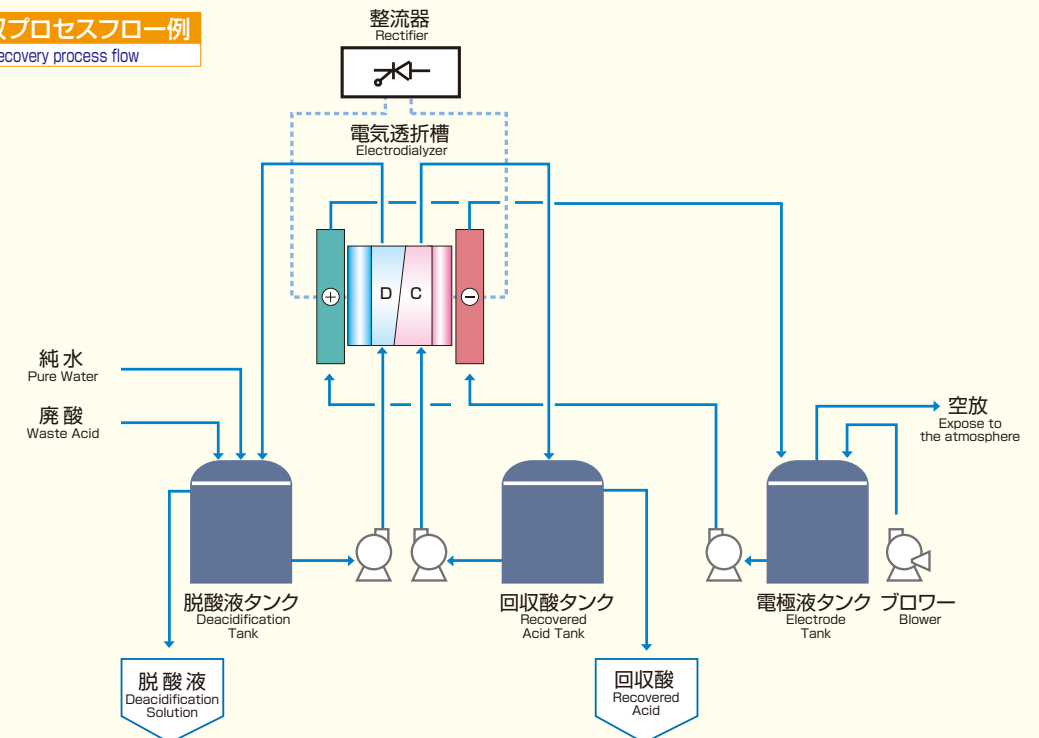 収プロセスフロー例
ecovery process flow
整流器
Rectifier
電気透折槽
Electrodialyzer
+
D
C
−
純水
Pure Water
廃酸
Waste Acid
空放
Expose to
the atmosphere
脱酸液タンク
Deacidification
Tank
回収酸タンク
Recovered
Acid Tank
電極液タンク
Electrode
Tank
ブロワー
Blower
脱酸液
Deacidification
Solution
回収酸
Recovered
Acid